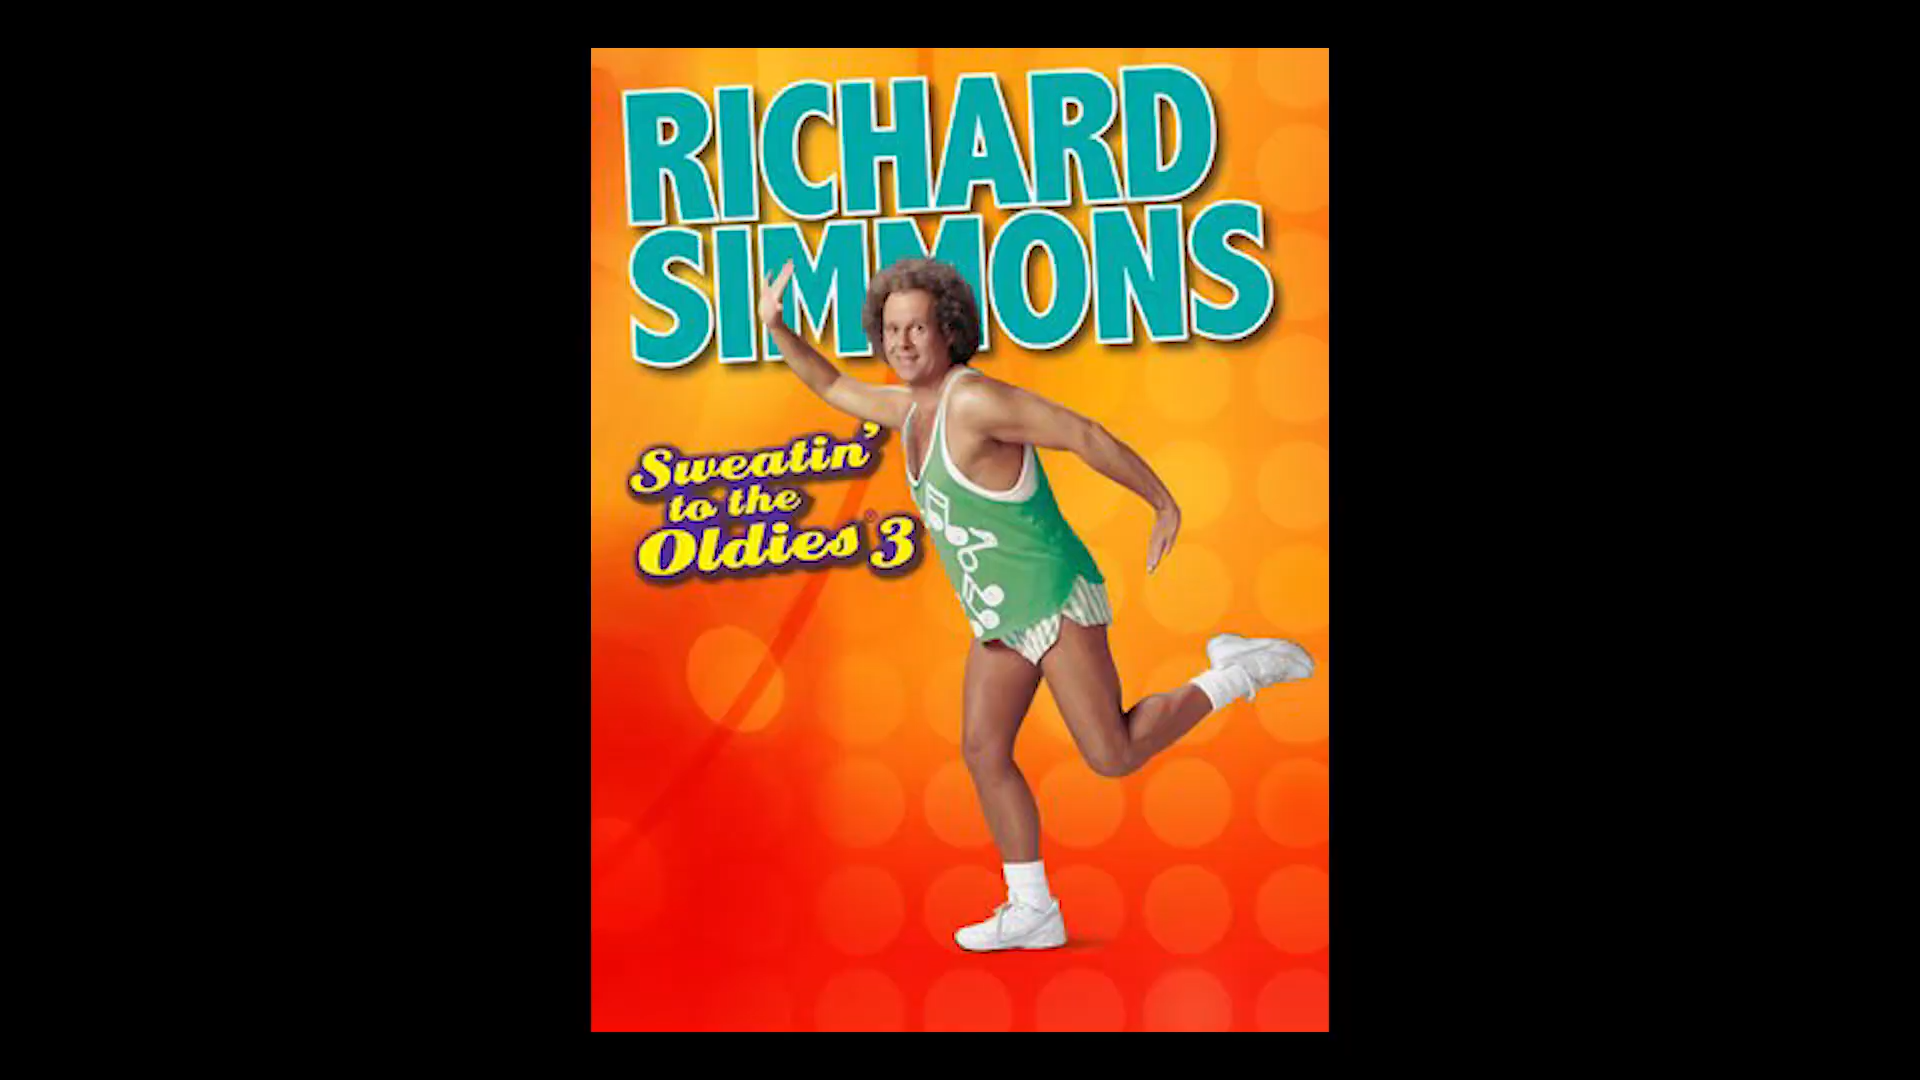 RICHARD
SIMMONS
Sweatin'
to the
Oldies® 3